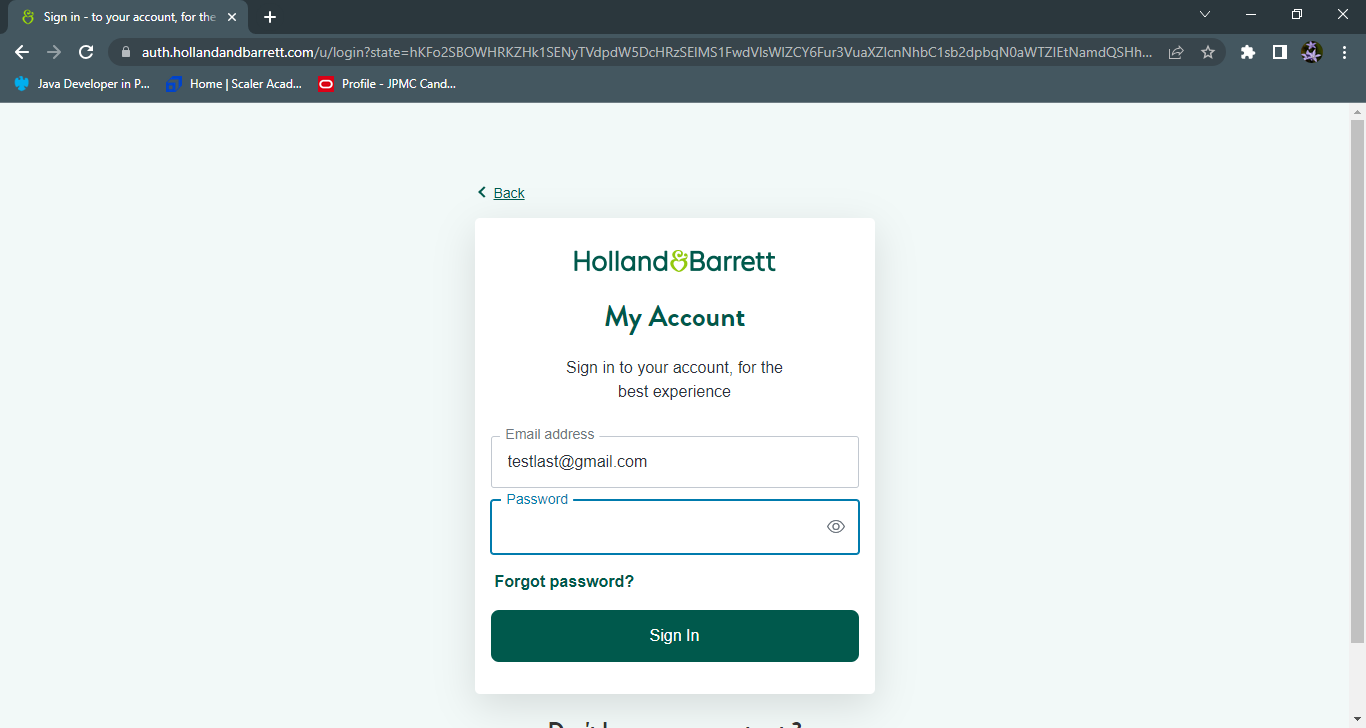 Sign in - to your account, for the
auth.hollandandbarrett.com/u/login?state=hKFo2SBOWHRKZHk1SENyTVdpdW5DcHRzSElMS1FwdVlsWlZCY6Fur3VuaXZlcnNhbC1sb2dpbqN0aWTZIEtNamdQSHh...
Java Developer in P... Home | Scaler Acad... Profile - JPMC Cand...
Back
Holland&Barrett
My Account
Sign in to your account, for the
best experience
Email address
testlast@gmail.com
Password
Forgot password?
Sign In